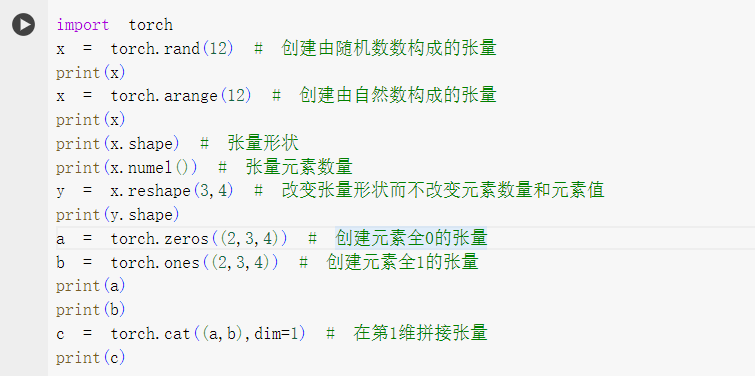 import torch
x = torch.rand(12) # 创建由随机数数构成的张量
print(x)
x = torch.arange(12) # 创建由自然数构成的张量
print(x)
print(x.shape) # 张量形状
print(x.numel()) # 张量元素数量
y = x.reshape(3,4) # 改变张量形状而不改变元素数量和元素值
print(y.shape)
a = torch.zeros((2,3,4)) # 创建元素全0的张量
b = torch.ones((2,3,4)) # 创建元素全1的张量
print(a)
print(b)
c = torch.cat((a,b),dim=1) # 在第1维拼接张量
print(c)